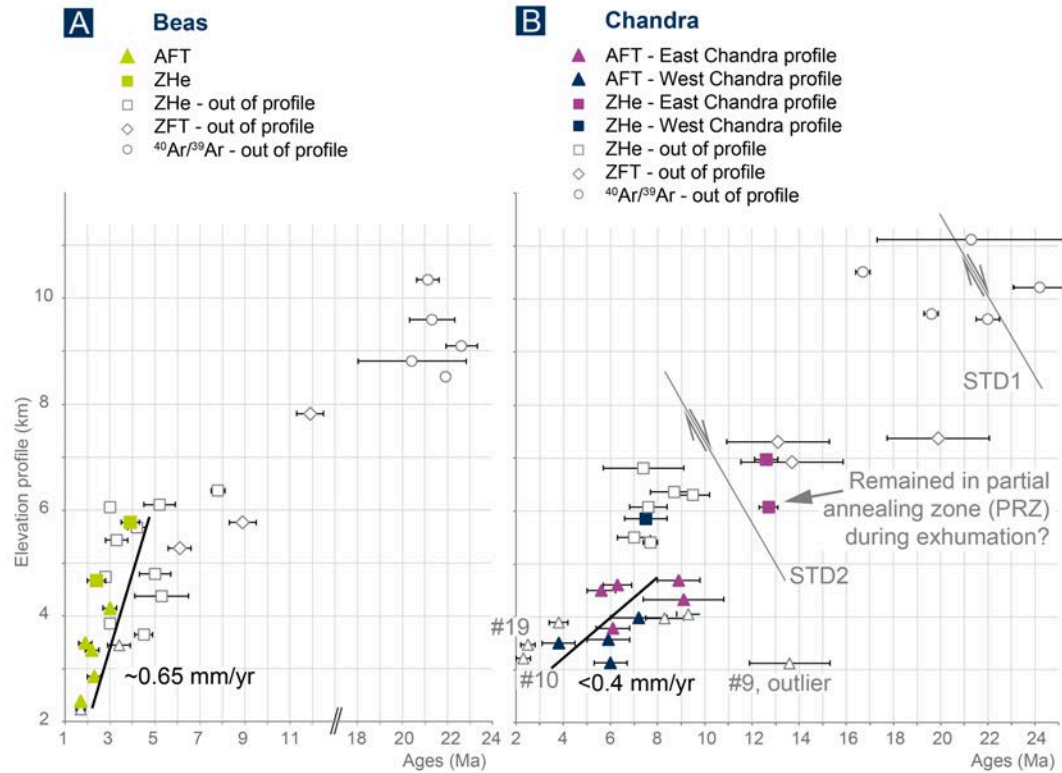 A Beas
AFT
ZHe
ZHe - out of profile
ZFT - out of profile
⁴⁰Ar/³⁹Ar - out of profile
B Chandra
AFT - East Chandra profile
AFT - West Chandra profile
ZHe - East Chandra profile
ZHe - West Chandra profile
ZHe - out of profile
ZFT - out of profile
⁴⁰Ar/³⁹Ar - out of profile
Elevation profile (km)
10
8
6
4
2
~0.65 mm/yr
1 3 5 7 9 11 20 21 22 24
Ages (Ma)
STD1
STD2
Remained in partial
annealing zone (PRZ)
during exhumation?
#19
#10
<0.4 mm/yr
#9, outlier
2 4 6 8 10 12 14 16 18 20 22 24
Ages (Ma)